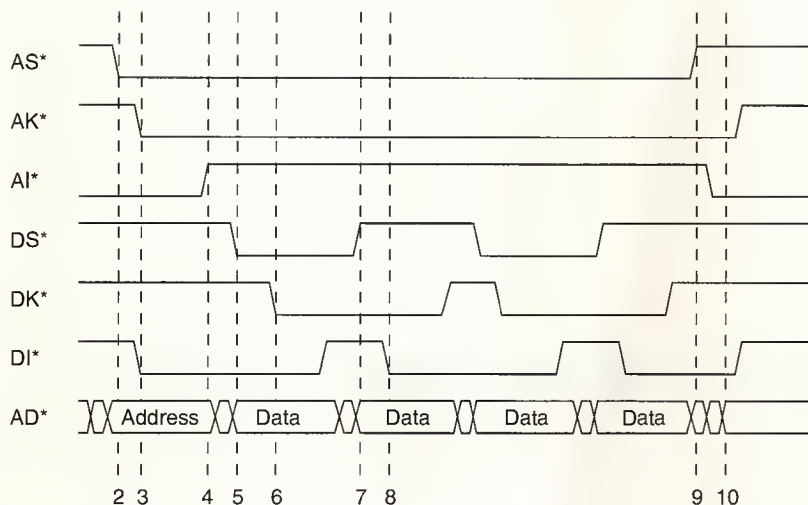 AS*
AK*
AI*
DS*
DK*
DI*
AD* Address Data Data Data Data
2 3 4 5 6 7 8 9 10